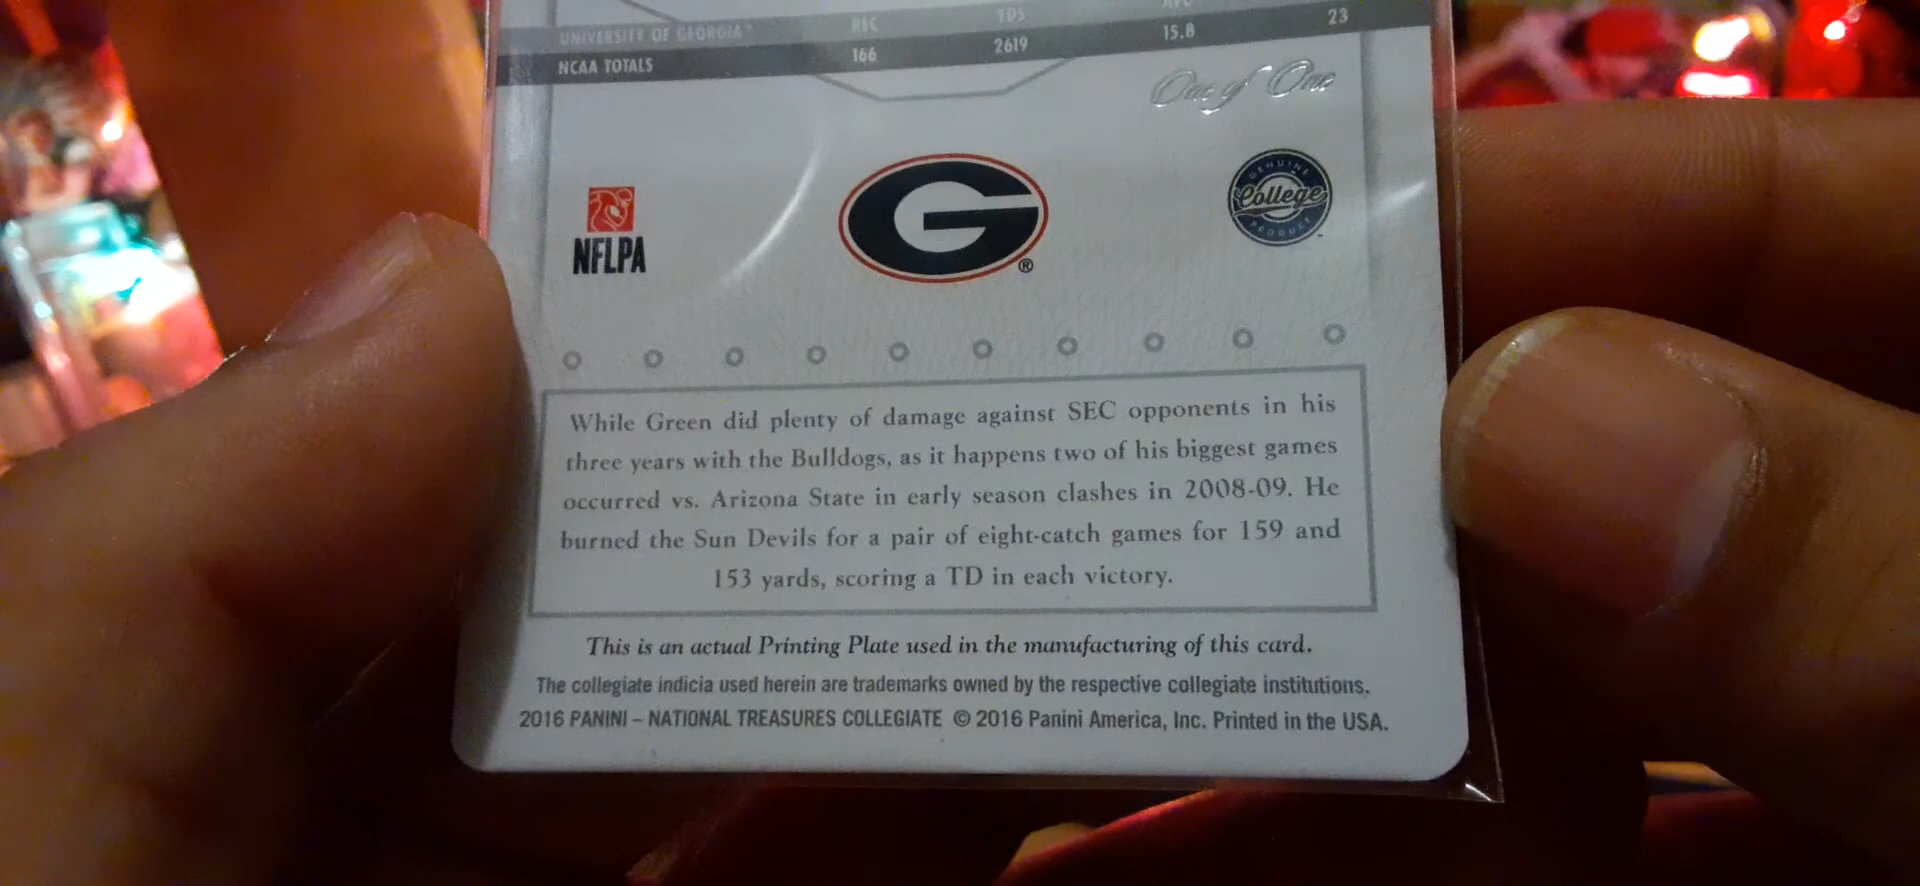 UNIVERSITY OF GEORGIA REC TDS AVG 23
NCAA TOTALS 166 2619 15.8
One of One
NFLPA
G
®
GENUINE
College
PRODUCT
While Green did plenty of damage against SEC opponents in his
three years with the Bulldogs, as it happens two of his biggest games
occurred vs. Arizona State in early season clashes in 2008-09. He
burned the Sun Devils for a pair of eight-catch games for 159 and
153 yards, scoring a TD in each victory.
This is an actual Printing Plate used in the manufacturing of this card.
The collegiate indicia used herein are trademarks owned by the respective collegiate institutions.
2016 PANINI – NATIONAL TREASURES COLLEGIATE © 2016 Panini America, Inc. Printed in the USA.